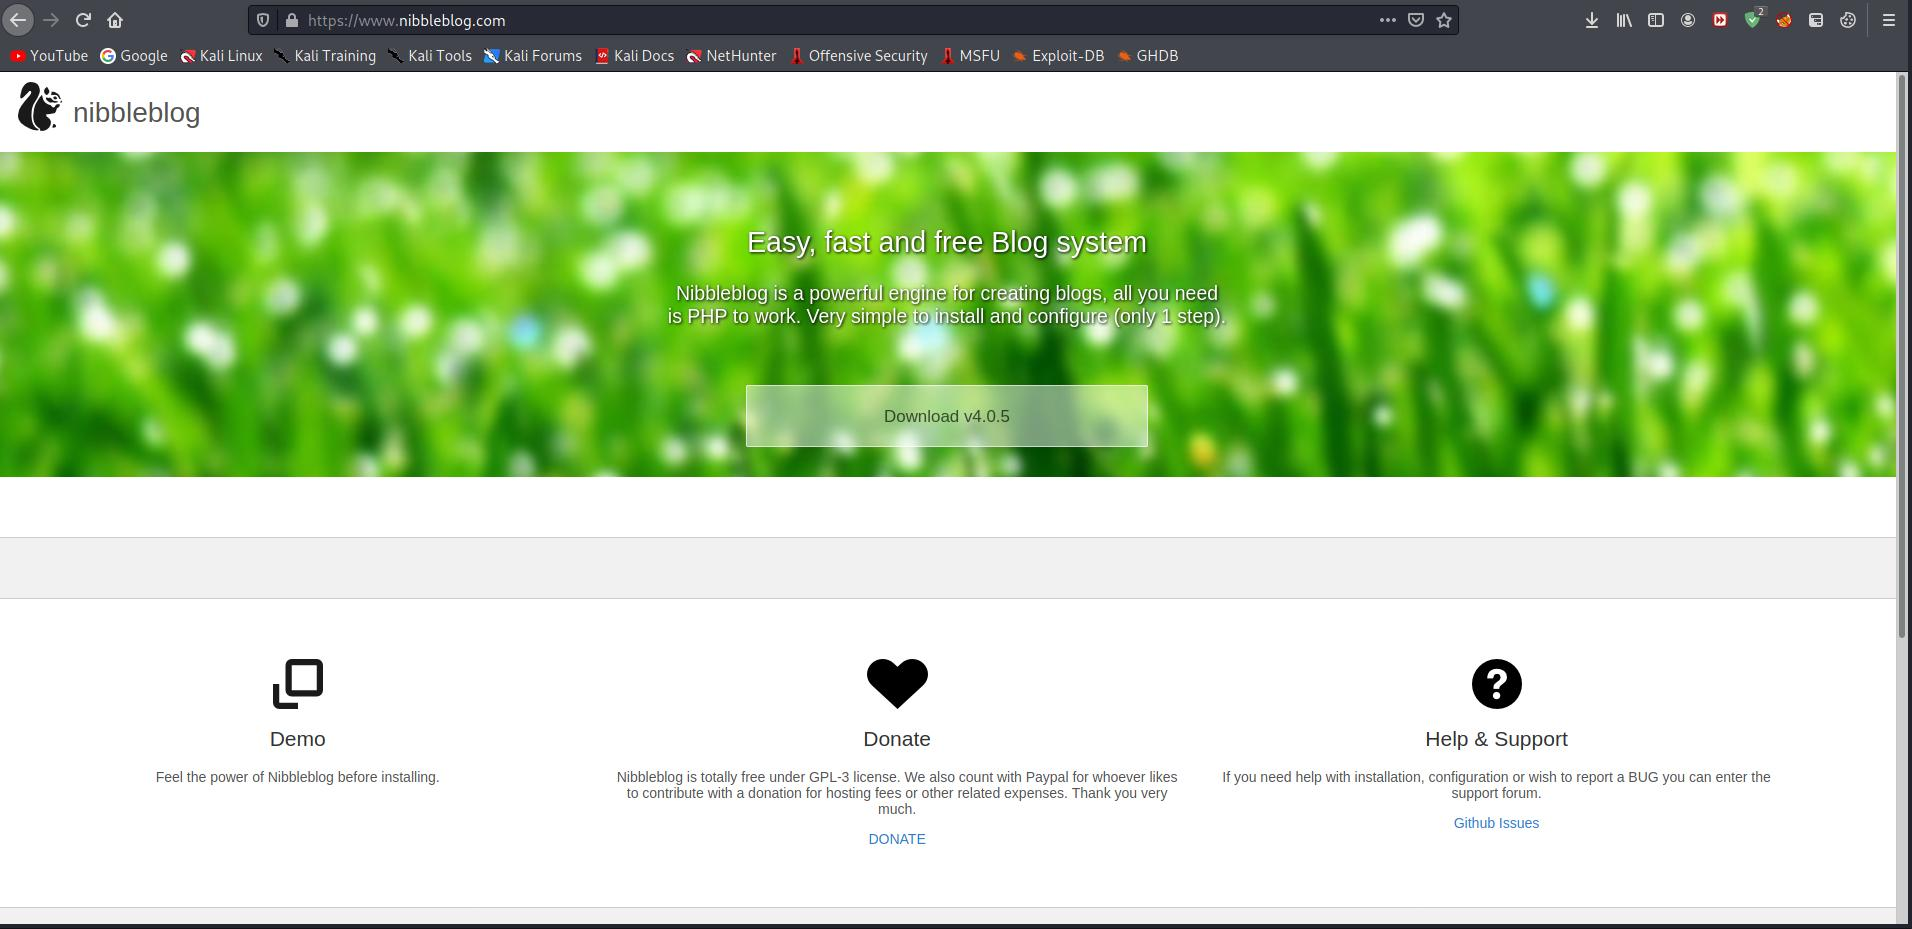 https://www.nibbleblog.com
2
YouTube Google Kali Linux Kali Training Kali Tools Kali Forums Kali Docs NetHunter Offensive Security MSFU Exploit-DB GHDB
nibbleblog
Easy, fast and free Blog system
Nibbleblog is a powerful engine for creating blogs, all you need
is PHP to work. Very simple to install and configure (only 1 step).
Download v4.0.5
Demo
Feel the power of Nibbleblog before installing.
Donate
Nibbleblog is totally free under GPL-3 license. We also count with Paypal for whoever likes
to contribute with a donation for hosting fees or other related expenses. Thank you very
much.
DONATE
Help & Support
If you need help with installation, configuration or wish to report a BUG you can enter the
support forum.
Github Issues